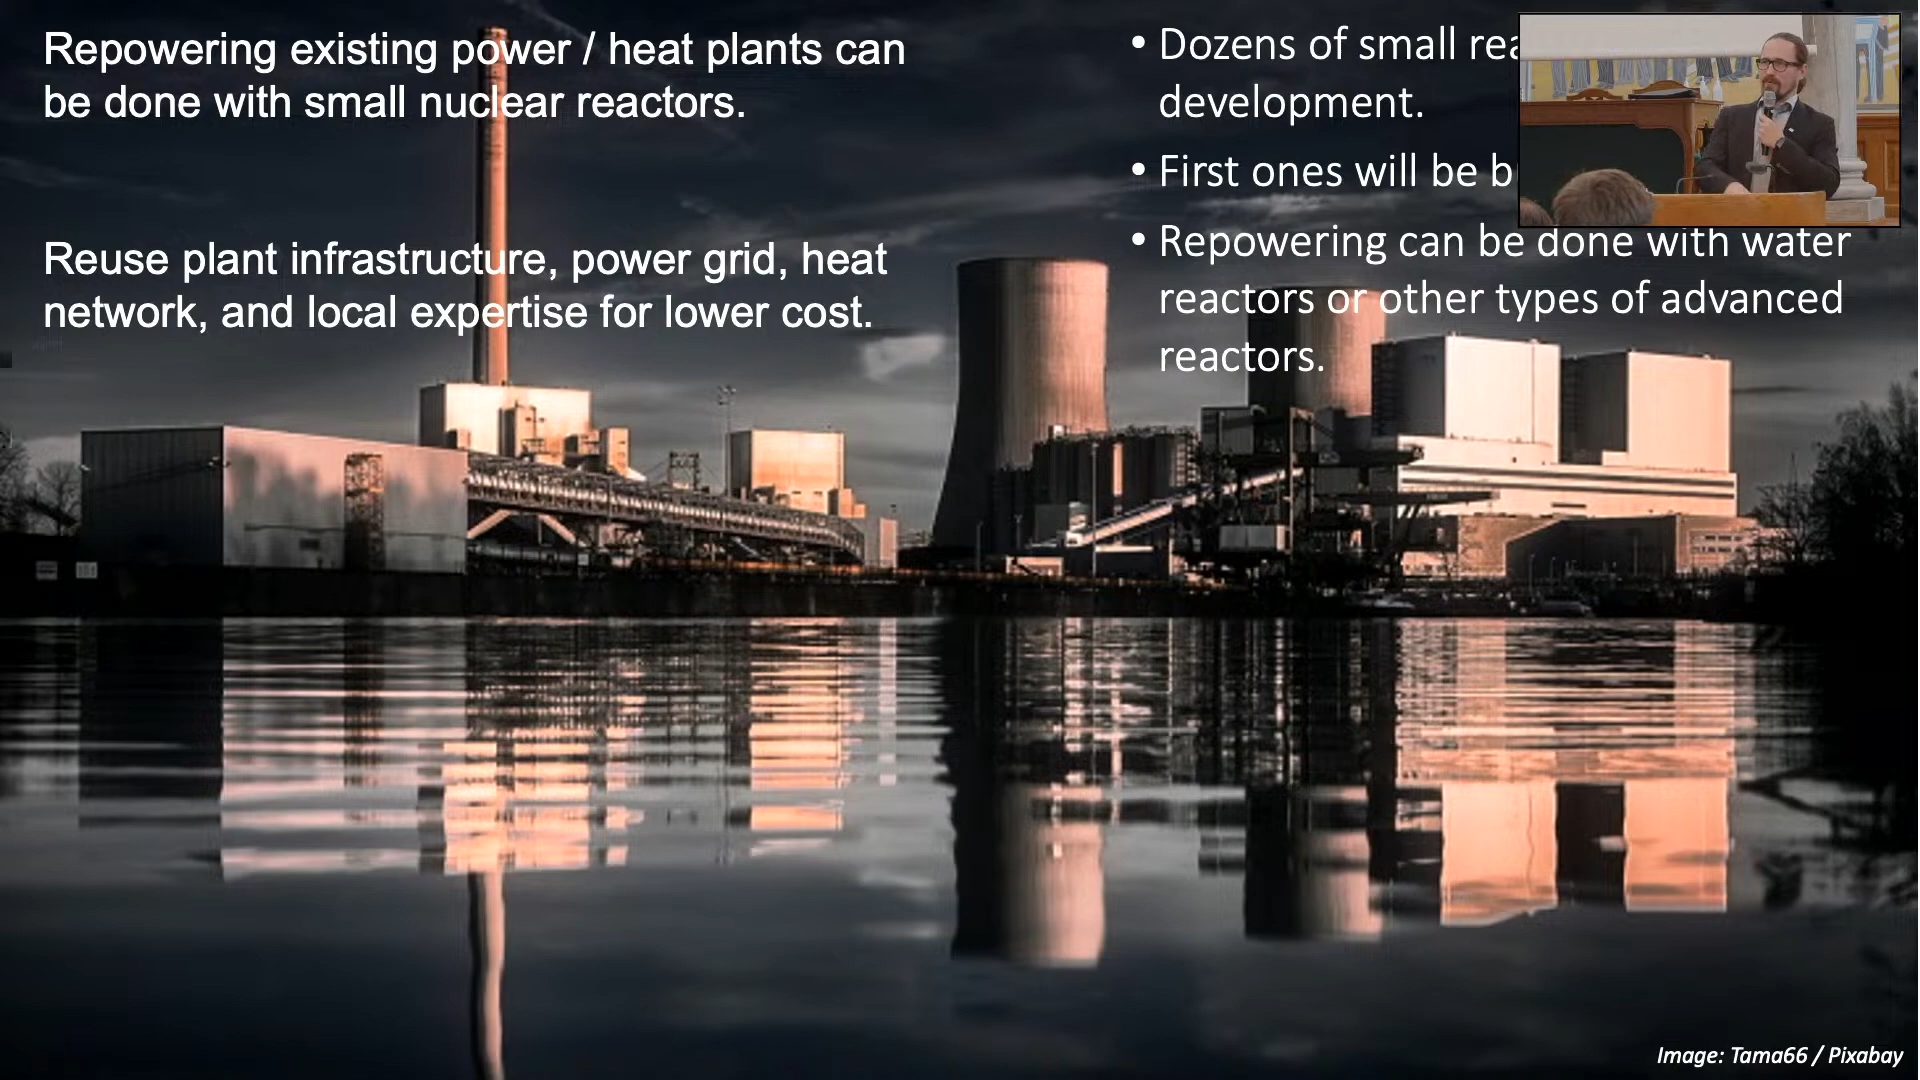 Repowering existing power / heat plants can
be done with small nuclear reactors.
Reuse plant infrastructure, power grid, heat
network, and local expertise for lower cost.
• Dozens of small
development.
• First ones will be
• Repowering can be done with water
reactors or other types of advanced
reactors.
Image: Tama66 / Pixabay